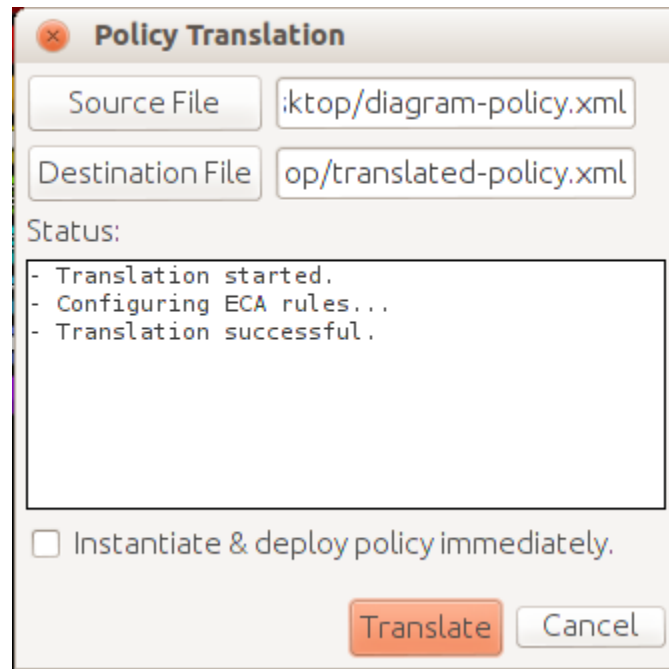 Policy Translation
Source File
ktop/diagram-policy.xml
Destination File
op/translated-policy.xml
Status:
- Translation started.
- Configuring ECA rules...
- Translation successful.
Instantiate & deploy policy immediately.
Translate
Cancel